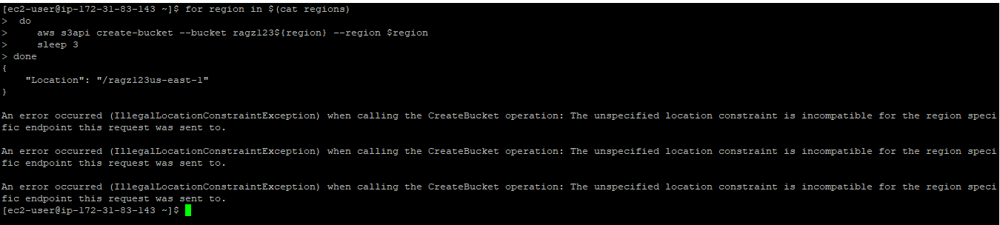 [ec2-user@ip-172-31-83-143 ~]$ for region in $(cat regions)
>  do
>     aws s3api create-bucket --bucket ragz123${region} --region $region
>     sleep 3
> done
{
    "Location": "/ragz123us-east-1"
}
An error occurred (IllegalLocationConstraintException) when calling the CreateBucket operation: The unspecified location constraint is incompatible for the region speci
fic endpoint this request was sent to.
An error occurred (IllegalLocationConstraintException) when calling the CreateBucket operation: The unspecified location constraint is incompatible for the region speci
fic endpoint this request was sent to.
An error occurred (IllegalLocationConstraintException) when calling the CreateBucket operation: The unspecified location constraint is incompatible for the region speci
fic endpoint this request was sent to.
[ec2-user@ip-172-31-83-143 ~]$